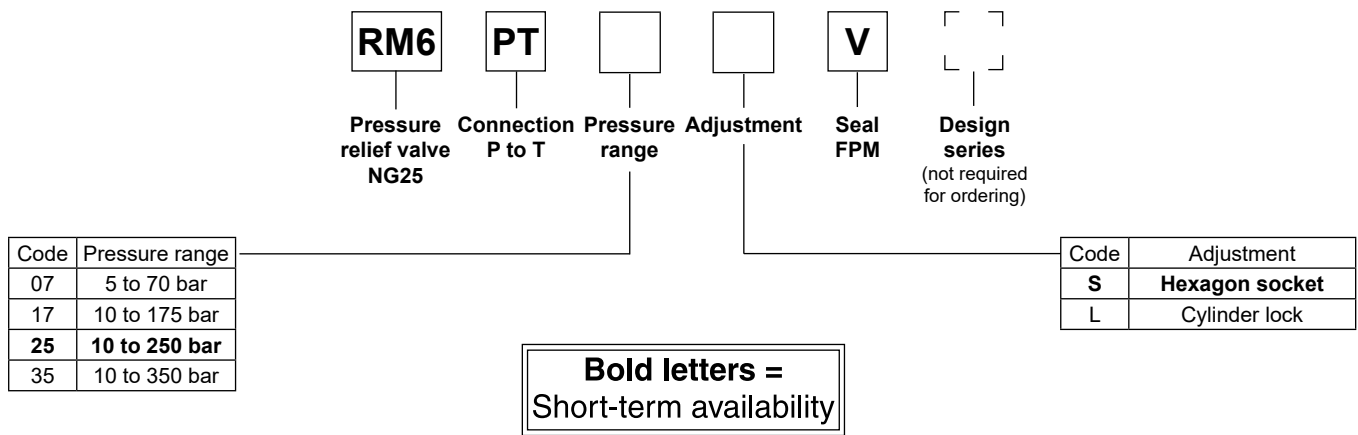 RM6 PT V
Pressure relief valve NG25
Connection P to T
Pressure range
Adjustment
Seal FPM
Design series
(not required for ordering)
Code Pressure range
07 5 to 70 bar
17 10 to 175 bar
25 10 to 250 bar
35 10 to 350 bar
Code Adjustment
S Hexagon socket
L Cylinder lock
Bold letters =
Short-term availability